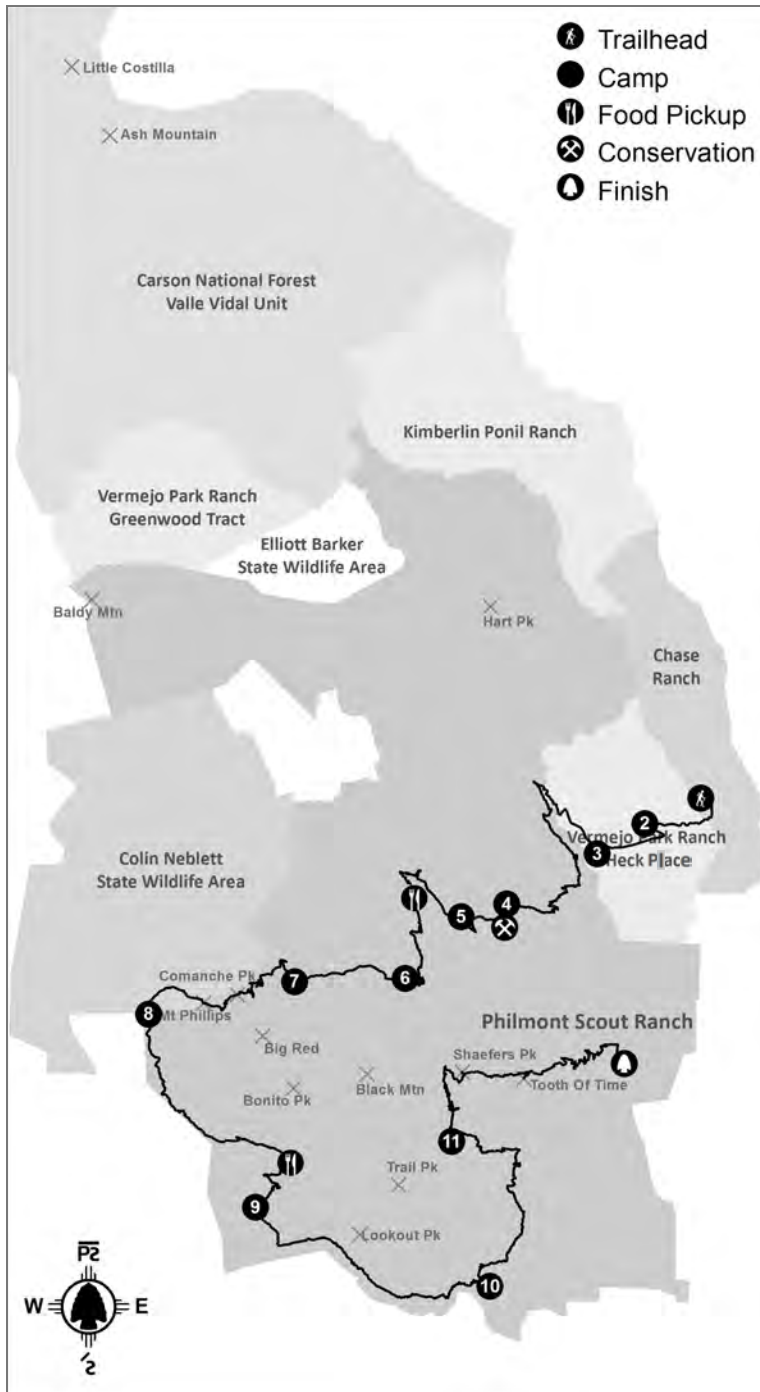 Trailhead
Camp
Food Pickup
Conservation
Finish
Little Costilla
Ash Mountain
Carson National Forest
Valle Vidal Unit
Kimberlin Ponil Ranch
Vermejo Park Ranch
Greenwood Tract
Elliott Barker
State Wildlife Area
Baldy Mtn
Hart Pk
Chase
Ranch
2
3
Vermejo Park Ranch
Heck Place
Colin Neblett
State Wildlife Area
4
5
6
7
Comanche Pk
8
Mt Phillips
Philmont Scout Ranch
Big Red
Shaefers Pk
Black Mtn
Tooth Of Time
Bonito Pk
11
Trail Pk
9
Lookout Pk
10
W
E